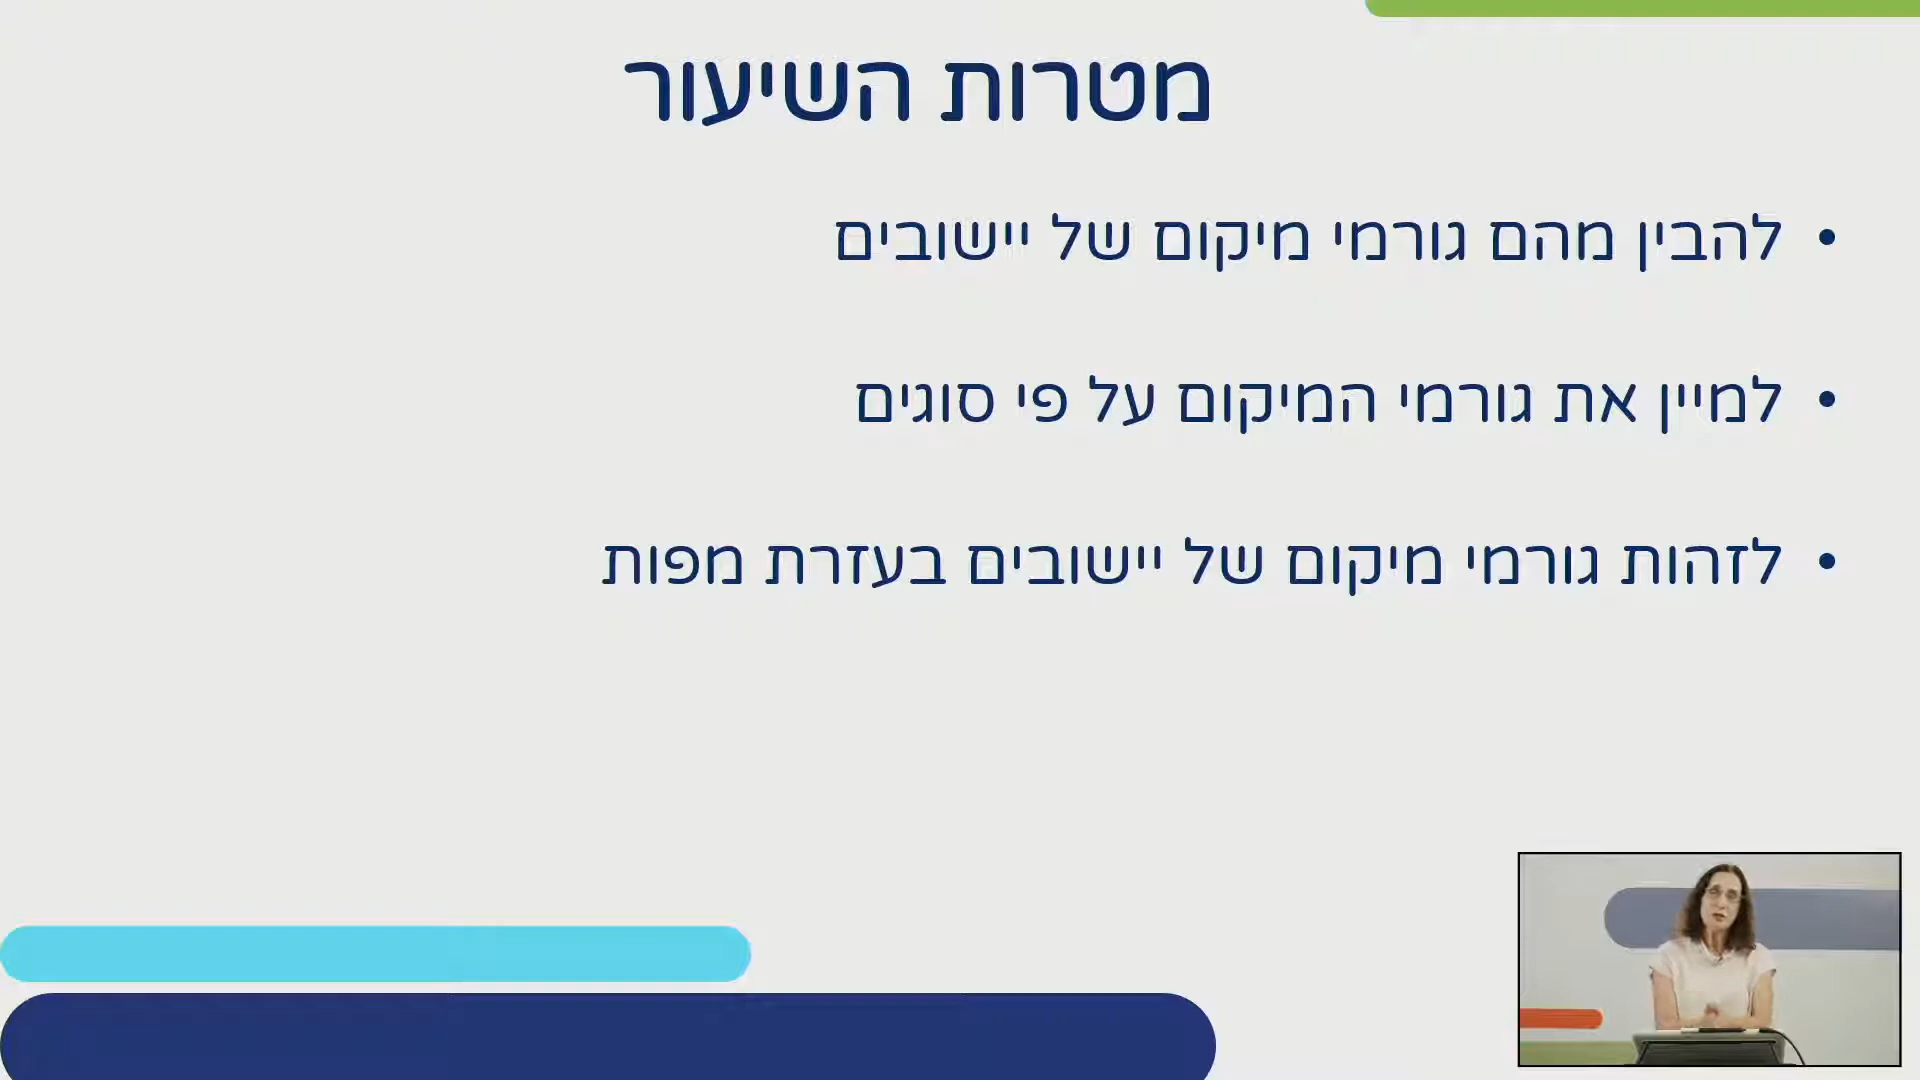 מטרות השיעור
• להבין מהם גורמי מיקום של יישובים
• למיין את גורמי המיקום על פי סוגים
• לזהות גורמי מיקום של יישובים בעזרת מפות